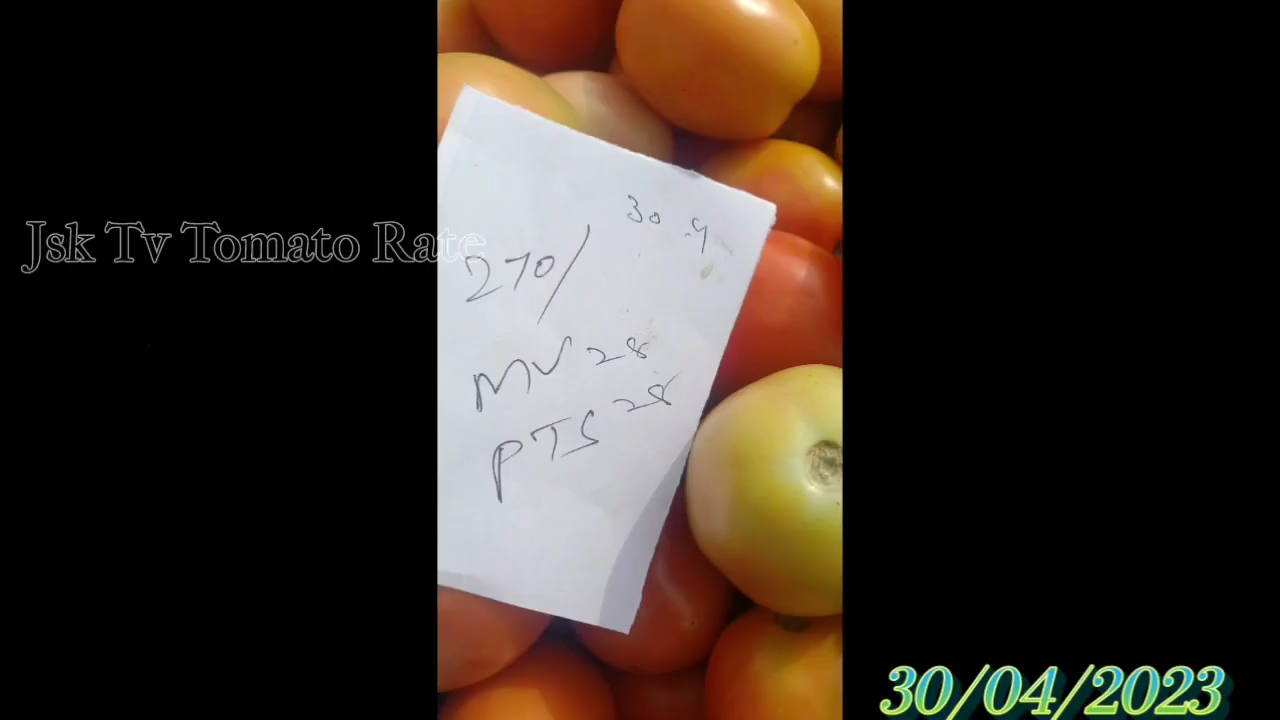 Jsk Tv Tomato Rate
30.4
270/
MV 28
PTS 28
30/04/2023